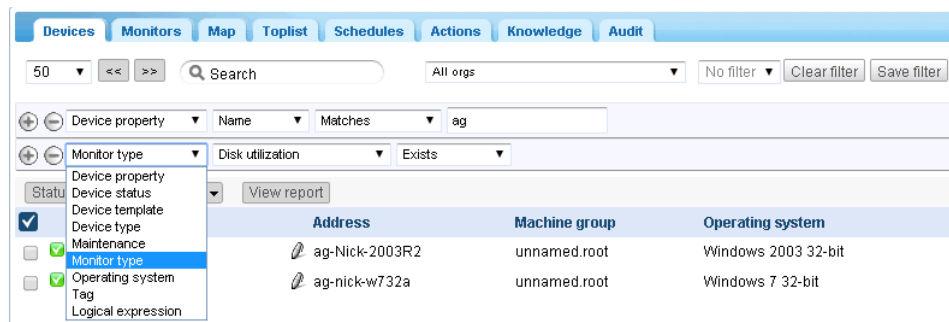 Devices Monitors Map Toplist Schedules Actions Knowledge Audit
50 << >> Search All orgs No filter Clear filter Save filter
Device property Name Matches ag
Monitor type Disk utilization Exists
Device property
Statu Device status View report
Device template
Device type Address Machine group Operating system
Maintenance ag-Nick-2003R2 unnamed.root Windows 2003 32-bit
Monitor type
Operating system ag-nick-w732a unnamed.root Windows 7 32-bit
Tag
Logical expression